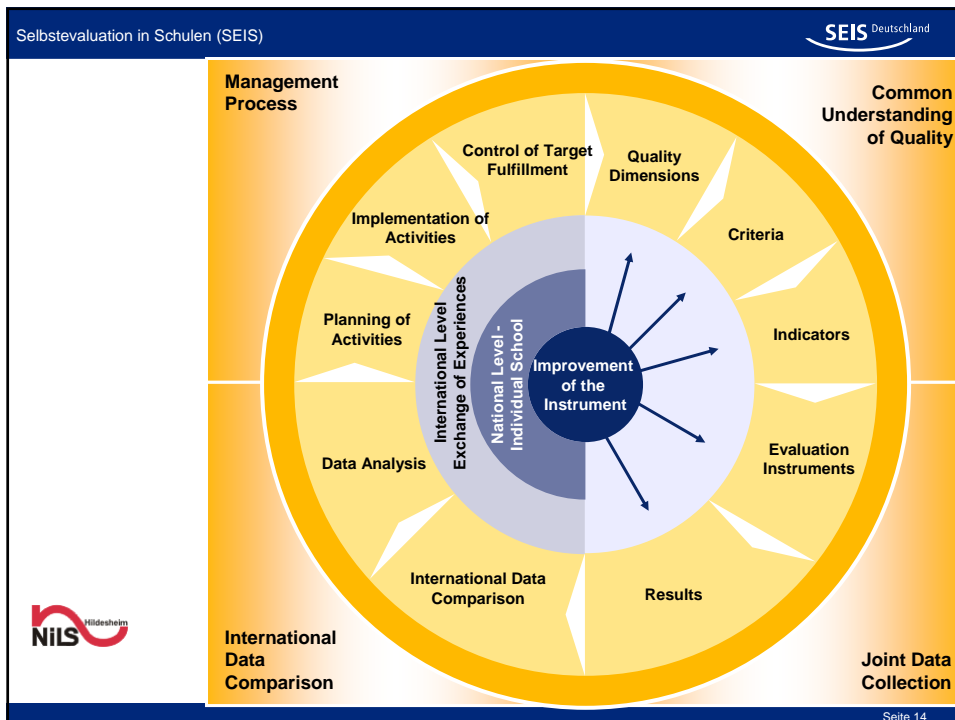 Selbstevaluation in Schulen (SEIS)
SEIS Deutschland
Management
Process
Common
Understanding
of Quality
Control of Target
Fulfillment
Quality
Dimensions
Implementation of
Activities
Criteria
Planning of
Activities
Indicators
International Level
Exchange of Experiences
National Level -
Individual School
Improvement
of the
Instrument
Data Analysis
Evaluation
Instruments
International Data
Comparison
Results
NiLS Hildesheim
International
Data
Comparison
Joint Data
Collection
Seite 14